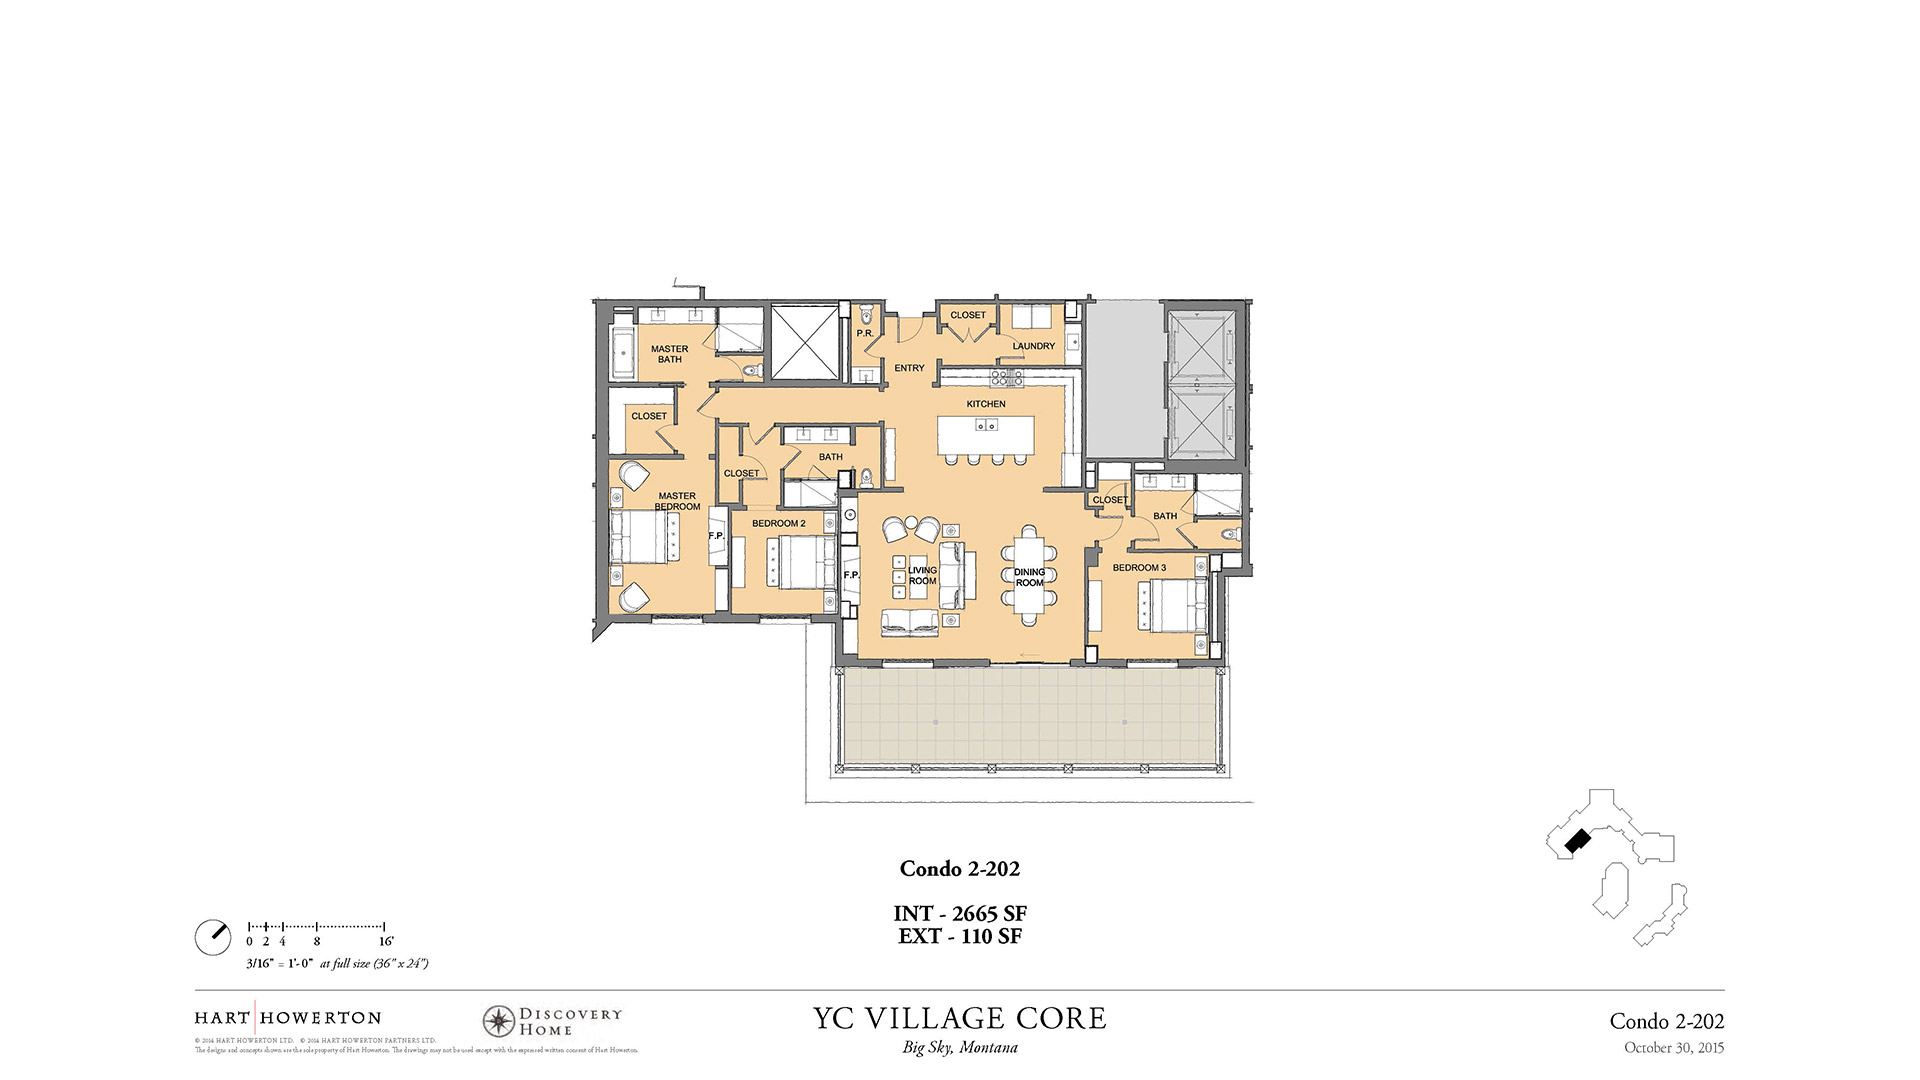 CLOSET
P.R.
LAUNDRY
MASTER
BATH
ENTRY
KITCHEN
CLOSET
BATH
CLOSET
MASTER
BEDROOM
CLOSET
BATH
BEDROOM 2
F.P.
BEDROOM 3
F.P.
LIVING
ROOM
DINING
ROOM
Condo 2-202
INT - 2665 SF
EXT - 110 SF
0 2 4 8 16'
3/16" = 1'-0" at full size (36" x 24")
HART HOWERTON
DISCOVERY
HOME
YC VILLAGE CORE
Big Sky, Montana
Condo 2-202
October 30, 2015
© 2014 HART HOWERTON LTD. © 2014 HART HOWERTON PARTNERS LTD.
The designs and concepts shown are the sole property of Hart Howerton. The drawings may not be used except with the expressed written consent of Hart Howerton.